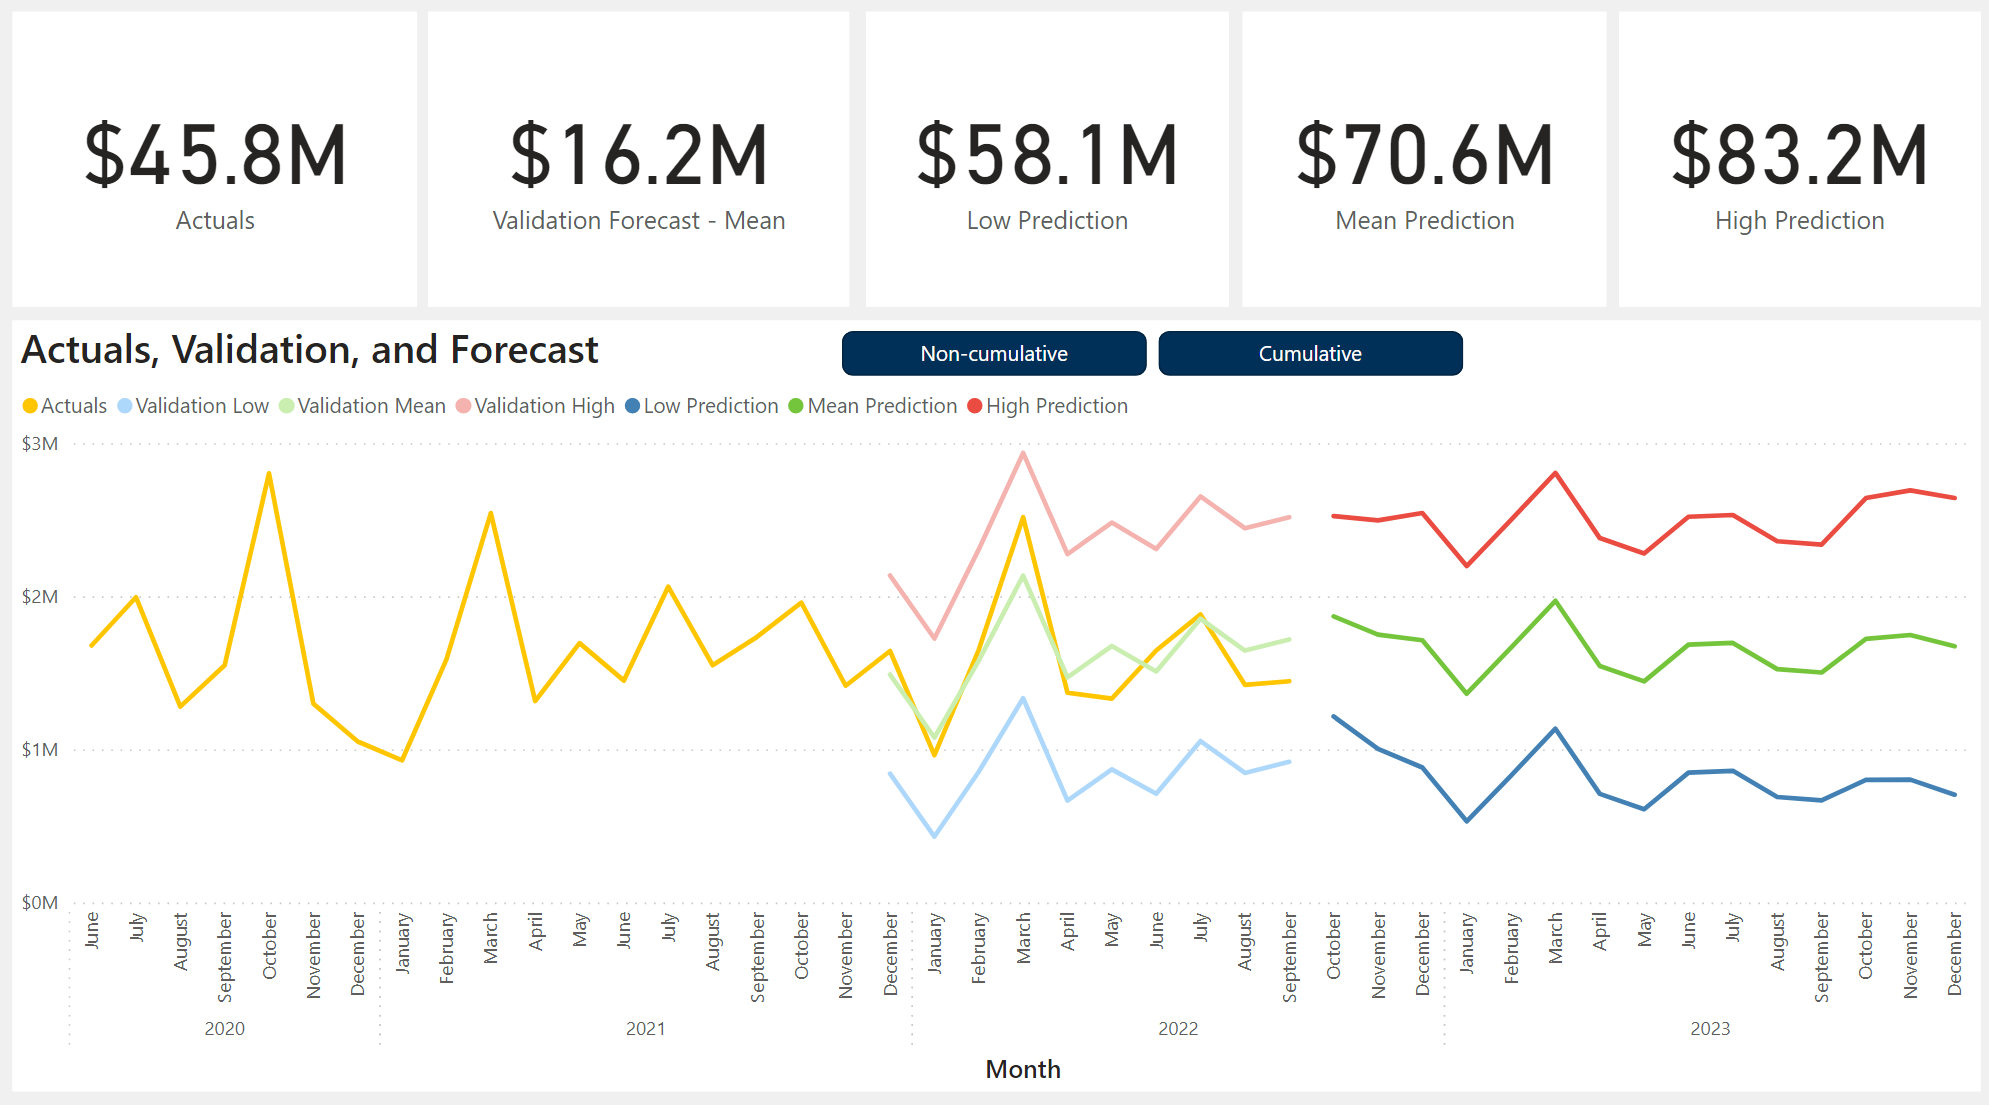 $45.8M
Actuals
$16.2M
Validation Forecast - Mean
$58.1M
Low Prediction
$70.6M
Mean Prediction
$83.2M
High Prediction
Actuals, Validation, and Forecast
Non-cumulative
Cumulative
Actuals Validation Low Validation Mean Validation High Low Prediction Mean Prediction High Prediction
$3M
$2M
$1M
$0M
June July August September October November December January February March April May June July August September October November December January February March April May June July August September October November December January February March April May June July August September October November December
2020 2021 2022 2023
Month